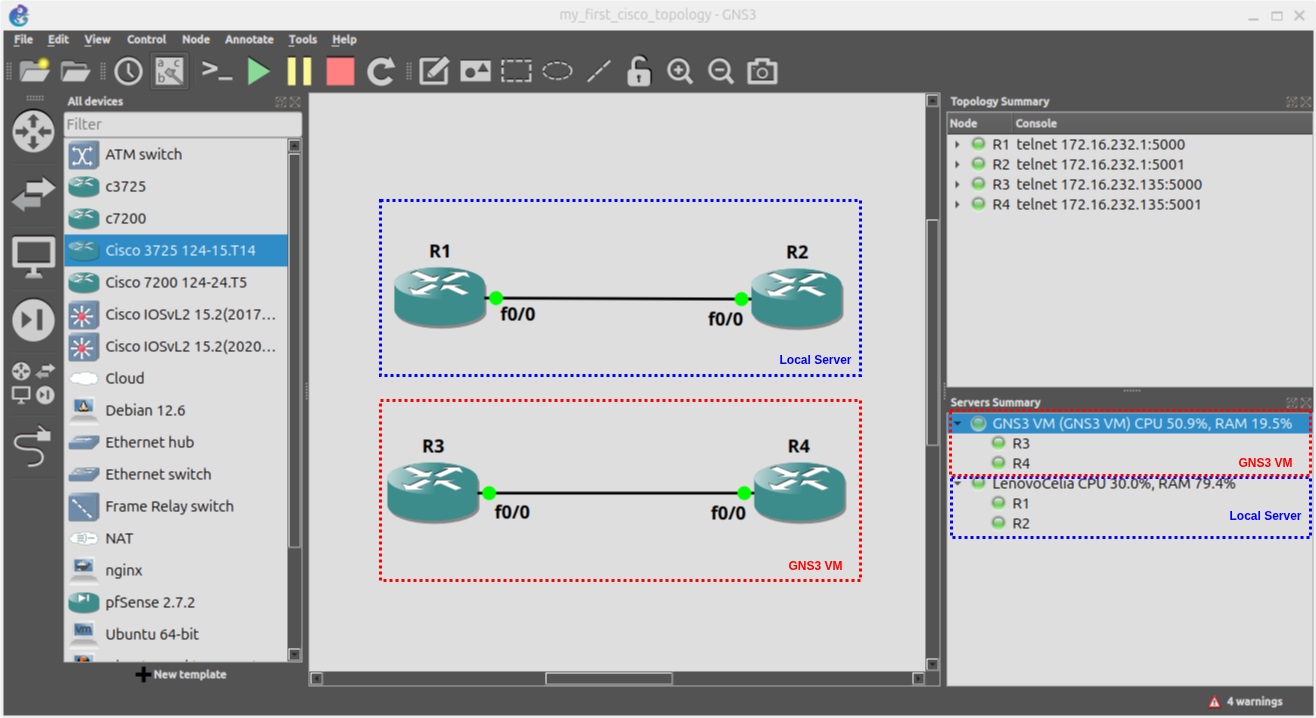 my_first_cisco_topology - GNS3
File Edit View Control Node Annotate Tools Help
All devices
Filter
ATM switch
c3725
c7200
Cisco 3725 124-15.T14
Cisco 7200 124-24.T5
Cisco IOSvL2 15.2(2017...
Cisco IOSvL2 15.2(2020...
Cloud
Debian 12.6
Ethernet hub
Ethernet switch
Frame Relay switch
NAT
nginx
pfSense 2.7.2
Ubuntu 64-bit
New template
R1
R2
f0/0
f0/0
Local Server
R3
R4
f0/0
f0/0
GNS3 VM
Topology Summary
Node Console
R1 telnet 172.16.232.1:5000
R2 telnet 172.16.232.1:5001
R3 telnet 172.16.232.135:5000
R4 telnet 172.16.232.135:5001
Servers Summary
GNS3 VM (GNS3 VM) CPU 50.9%, RAM 19.5%
R3
R4
GNS3 VM
LenovoCelia CPU 30.0%, RAM 79.4%
R1
Local Server
R2
4 warnings